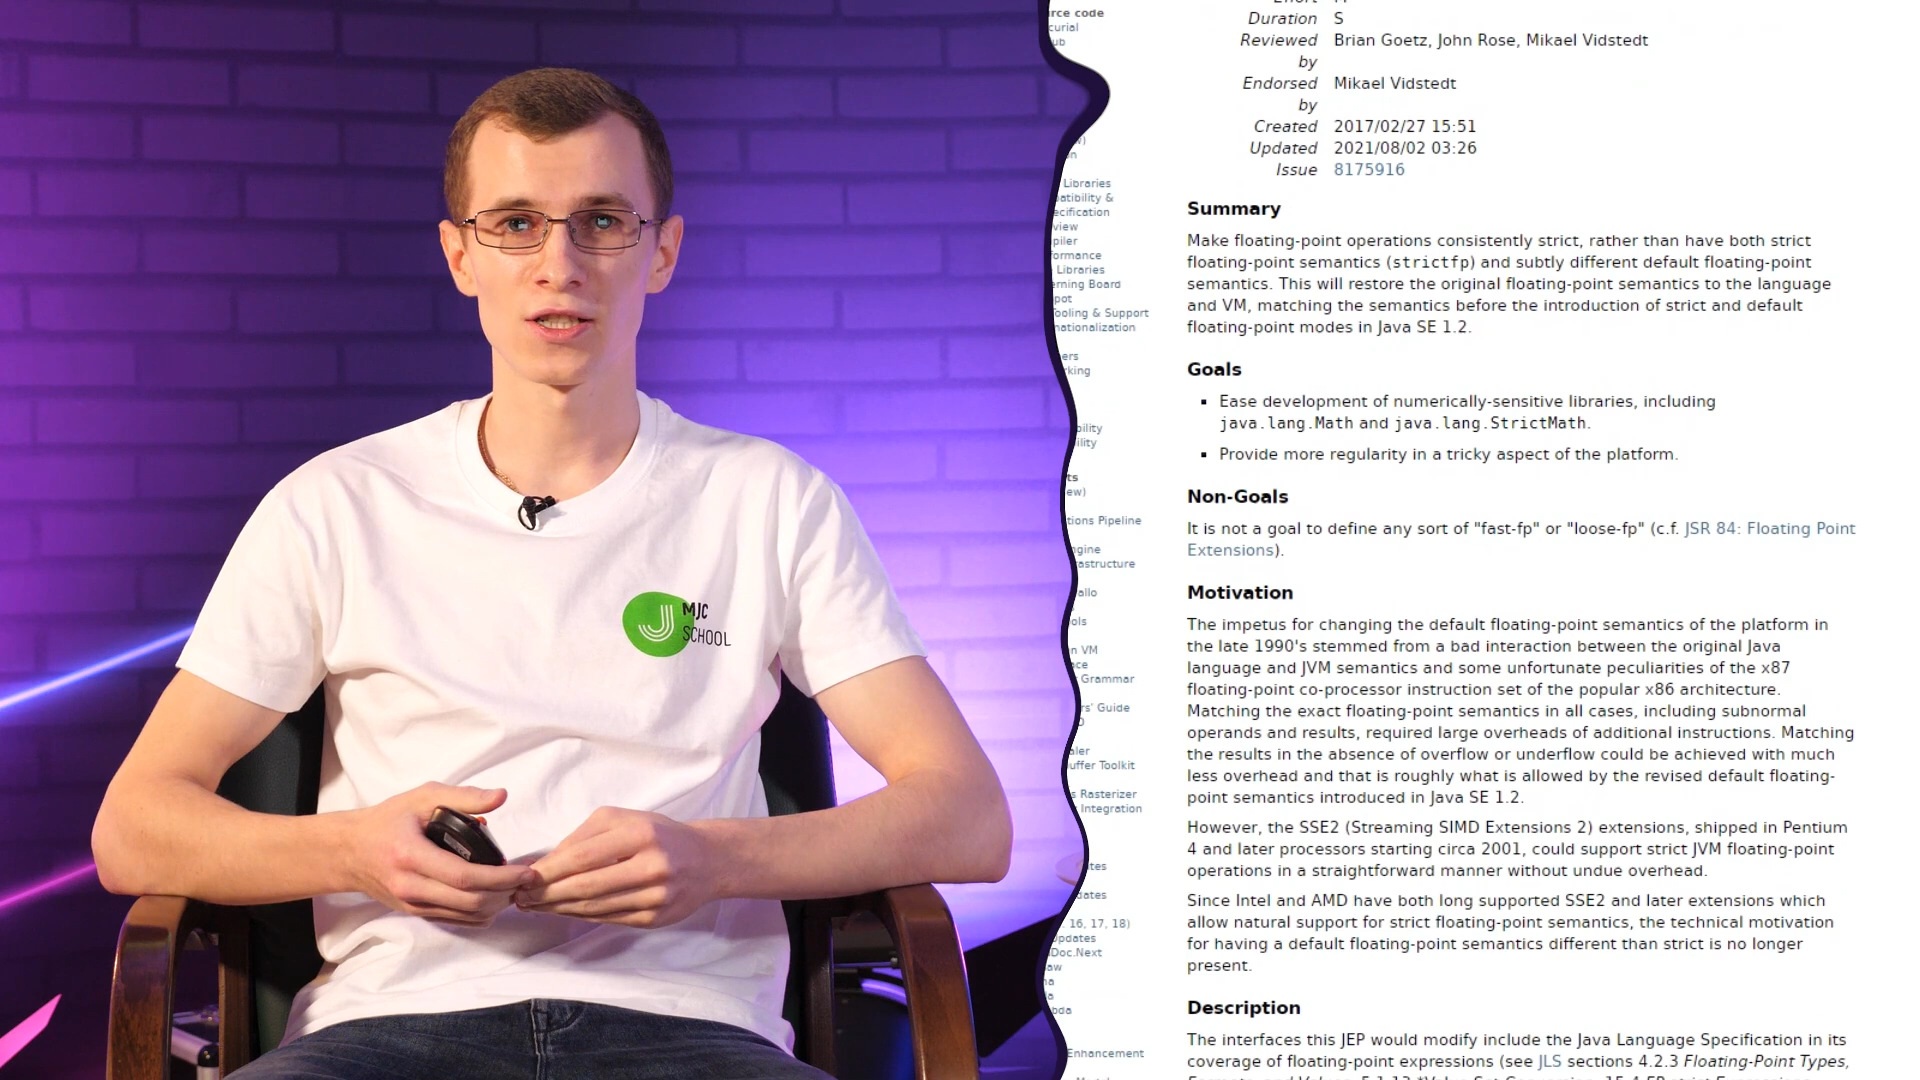 MJC
SCHOOL
Duration S
Reviewed by Brian Goetz, John Rose, Mikael Vidstedt
Endorsed by Mikael Vidstedt
Created 2017/02/27 15:51
Updated 2021/08/02 03:26
Issue 8175916
Summary
Make floating-point operations consistently strict, rather than have both strict
floating-point semantics (strictfp) and subtly different default floating-point
semantics. This will restore the original floating-point semantics to the language
and VM, matching the semantics before the introduction of strict and default
floating-point modes in Java SE 1.2.
Goals
▪ Ease development of numerically-sensitive libraries, including
java.lang.Math and java.lang.StrictMath.
▪ Provide more regularity in a tricky aspect of the platform.
Non-Goals
It is not a goal to define any sort of "fast-fp" or "loose-fp" (c.f. JSR 84: Floating Point
Extensions).
Motivation
The impetus for changing the default floating-point semantics of the platform in
the late 1990's stemmed from a bad interaction between the original Java
language and JVM semantics and some unfortunate peculiarities of the x87
floating-point co-processor instruction set of the popular x86 architecture.
Matching the exact floating-point semantics in all cases, including subnormal
operands and results, required large overheads of additional instructions. Matching
the results in the absence of overflow or underflow could be achieved with much
less overhead and that is roughly what is allowed by the revised default floating-
point semantics introduced in Java SE 1.2.
However, the SSE2 (Streaming SIMD Extensions 2) extensions, shipped in Pentium
4 and later processors starting circa 2001, could support strict JVM floating-point
operations in a straightforward manner without undue overhead.
Since Intel and AMD have both long supported SSE2 and later extensions which
allow natural support for strict floating-point semantics, the technical motivation
for having a default floating-point semantics different than strict is no longer
present.
Description
The interfaces this JEP would modify include the Java Language Specification in its
coverage of floating-point expressions (see JLS sections 4.2.3 Floating-Point Types,